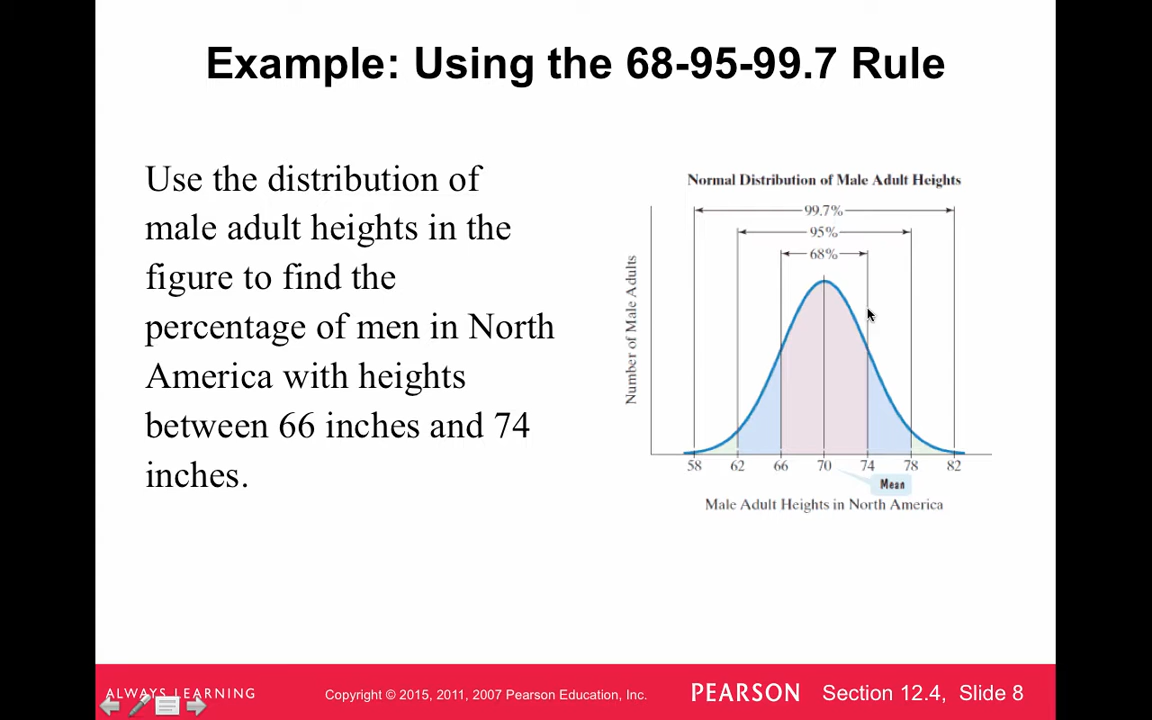 Example: Using the 68-95-99.7 Rule
Use the distribution of
male adult heights in the
figure to find the
percentage of men in North
America with heights
between 66 inches and 74
inches.
Normal Distribution of Male Adult Heights
99.7%
95%
68%
Number of Male Adults
58 62 66 70 74 78 82
Mean
Male Adult Heights in North America
ALWAYS LEARNING
Copyright © 2015, 2011, 2007 Pearson Education, Inc.
PEARSON
Section 12.4, Slide 8